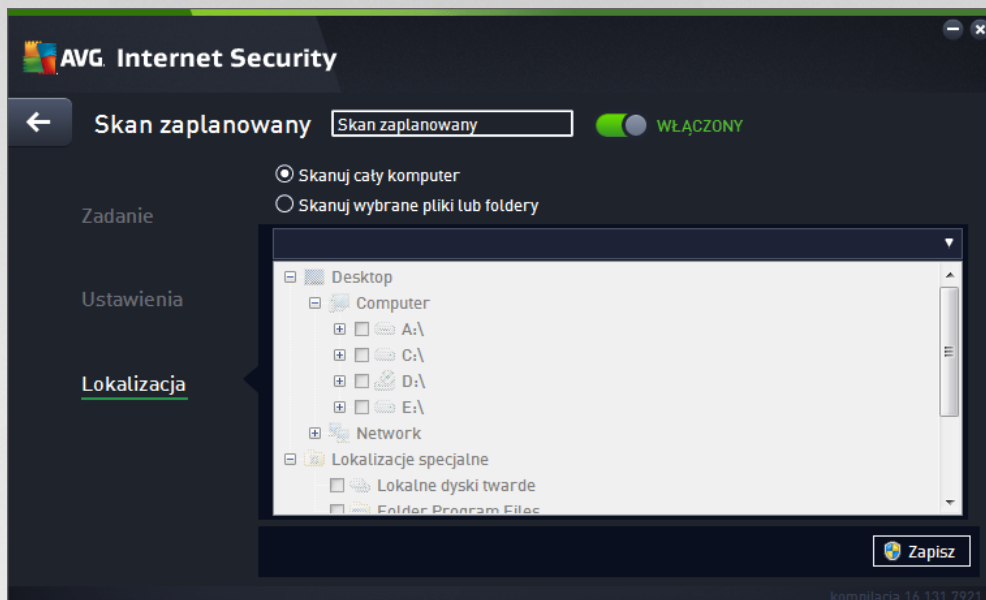 AVG. Internet Security
Skan zaplanowany Skan zaplanowany WŁĄCZONY
Skanuj cały komputer
Skanuj wybrane pliki lub foldery
Zadanie
Ustawienia
Lokalizacja
Desktop
Computer
A:\
C:\
D:\
E:\
Network
Lokalizacje specjalne
Lokalne dyski twarde
Folder Program Files
Zapisz
kompilacja 16.131.7921